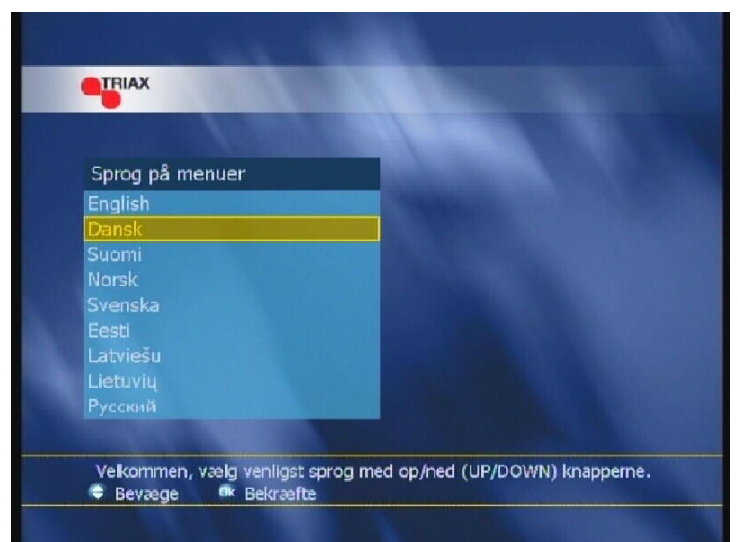 TRIAX
Sprog på menuer
English
Dansk
Suomi
Norsk
Svenska
Eesti
Latviešu
Lietuvių
Русский
Velkommen, vælg venligst sprog med op/ned (UP/DOWN) knapperne.
Bevæge Ok Bekræfte